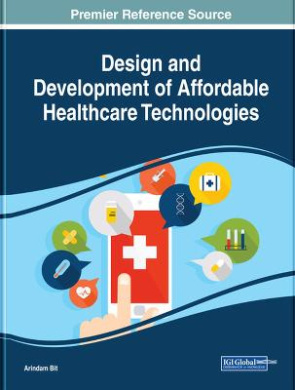 Premier Reference Source
Design and
Development of Affordable
Healthcare Technologies
Arindam Bit
IGI Global